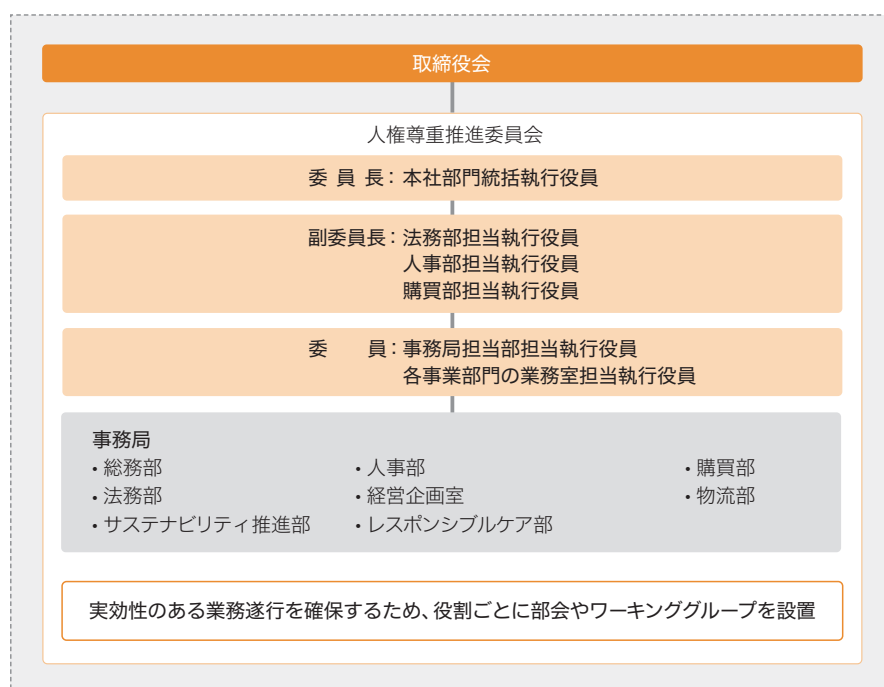 取締役会
人権尊重推進委員会
委 員 長：本社部門統括執行役員
副委員長：法務部担当執行役員
人事部担当執行役員
購買部担当執行役員
委　　員：事務局担当部担当執行役員
各事業部門の業務室担当執行役員
事務局
・総務部
・法務部
・サステナビリティ推進部
・人事部
・経営企画室
・レスポンシブルケア部
・購買部
・物流部
実効性のある業務遂行を確保するため、役割ごとに部会やワーキンググループを設置